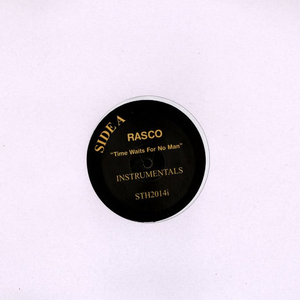 SIDE A
RASCO
"Time Waits For No Man"
INSTRUMENTALS
STH2014i